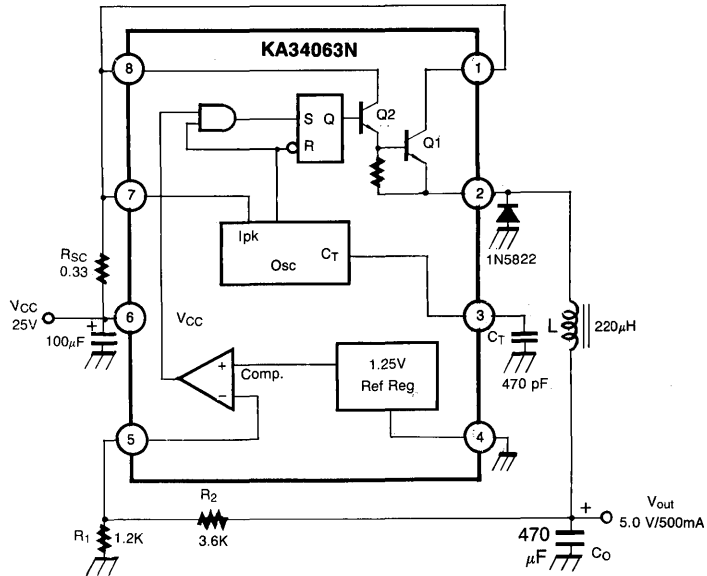 KA34063N
8
1
S Q
R
Q2
Q1
7
2
Ipk
CT
Osc
1N5822
RSC
0.33
VCC
25V
6
3
+
100µF
VCC
CT
470 pF
L
220µH
+
Comp.
−
1.25V
Ref Reg
5
4
R2
3.6K
R1
1.2K
+
Vout
5.0 V/500mA
470
µF
CO